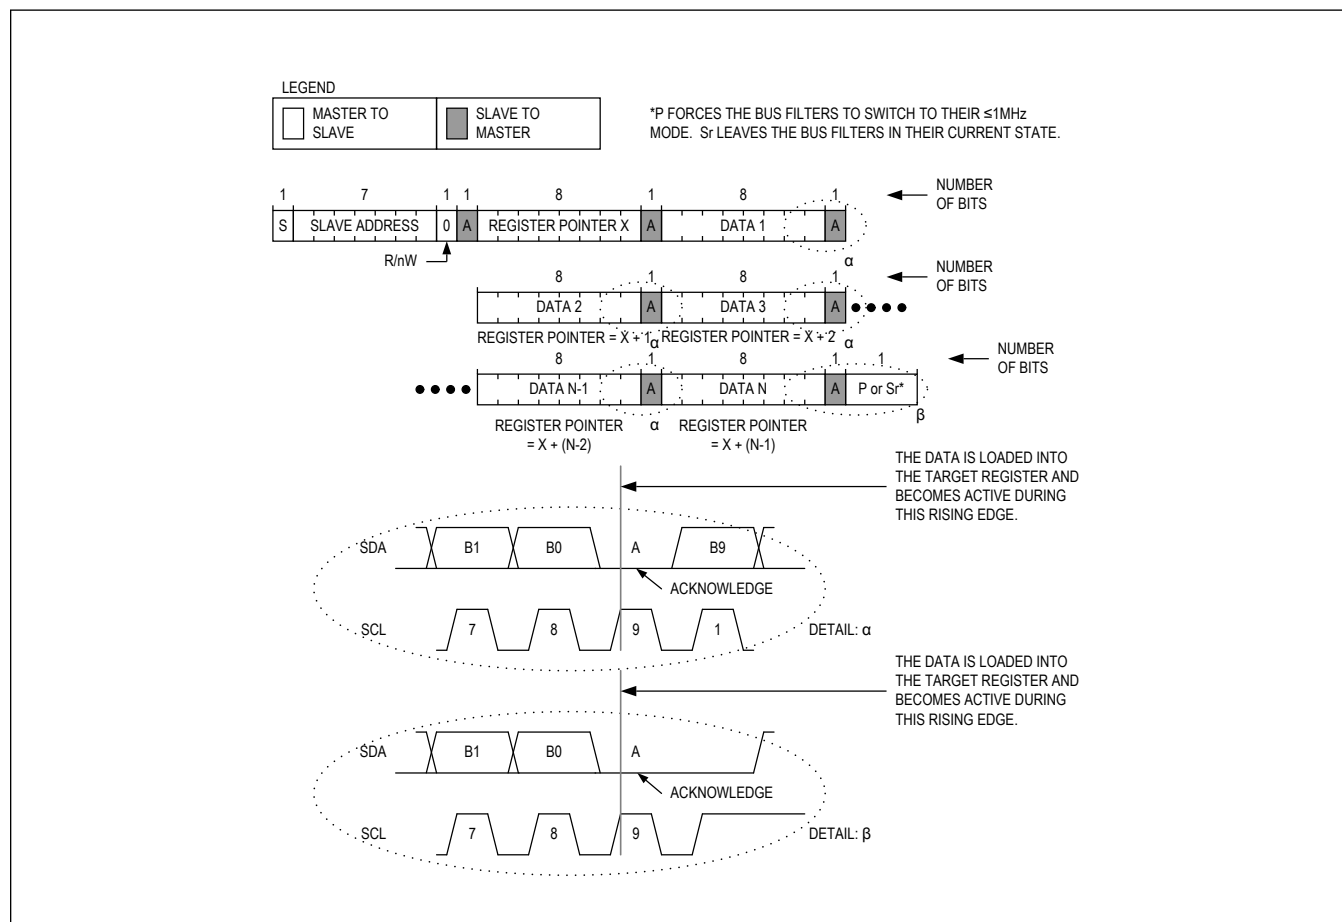 LEGEND
MASTER TO
SLAVE
SLAVE TO
MASTER
*P FORCES THE BUS FILTERS TO SWITCH TO THEIR ≤1MHz
MODE. Sr LEAVES THE BUS FILTERS IN THEIR CURRENT STATE.
1 7 1 1 8 1 8 1
NUMBER
OF BITS
S SLAVE ADDRESS 0 A REGISTER POINTER X A DATA 1 A
R/nW
α
8 1 8 1
NUMBER
OF BITS
DATA 2 A DATA 3 A
REGISTER POINTER = X + 1 α REGISTER POINTER = X + 2 α
8 1 8 1 1
NUMBER
OF BITS
DATA N-1 A DATA N A P or Sr*
β
REGISTER POINTER
= X + (N-2)
α
REGISTER POINTER
= X + (N-1)
THE DATA IS LOADED INTO
THE TARGET REGISTER AND
BECOMES ACTIVE DURING
THIS RISING EDGE.
SDA B1 B0 A B9
ACKNOWLEDGE
SCL 7 8 9 1 DETAIL: α
THE DATA IS LOADED INTO
THE TARGET REGISTER AND
BECOMES ACTIVE DURING
THIS RISING EDGE.
SDA B1 B0 A
ACKNOWLEDGE
SCL 7 8 9 DETAIL: β